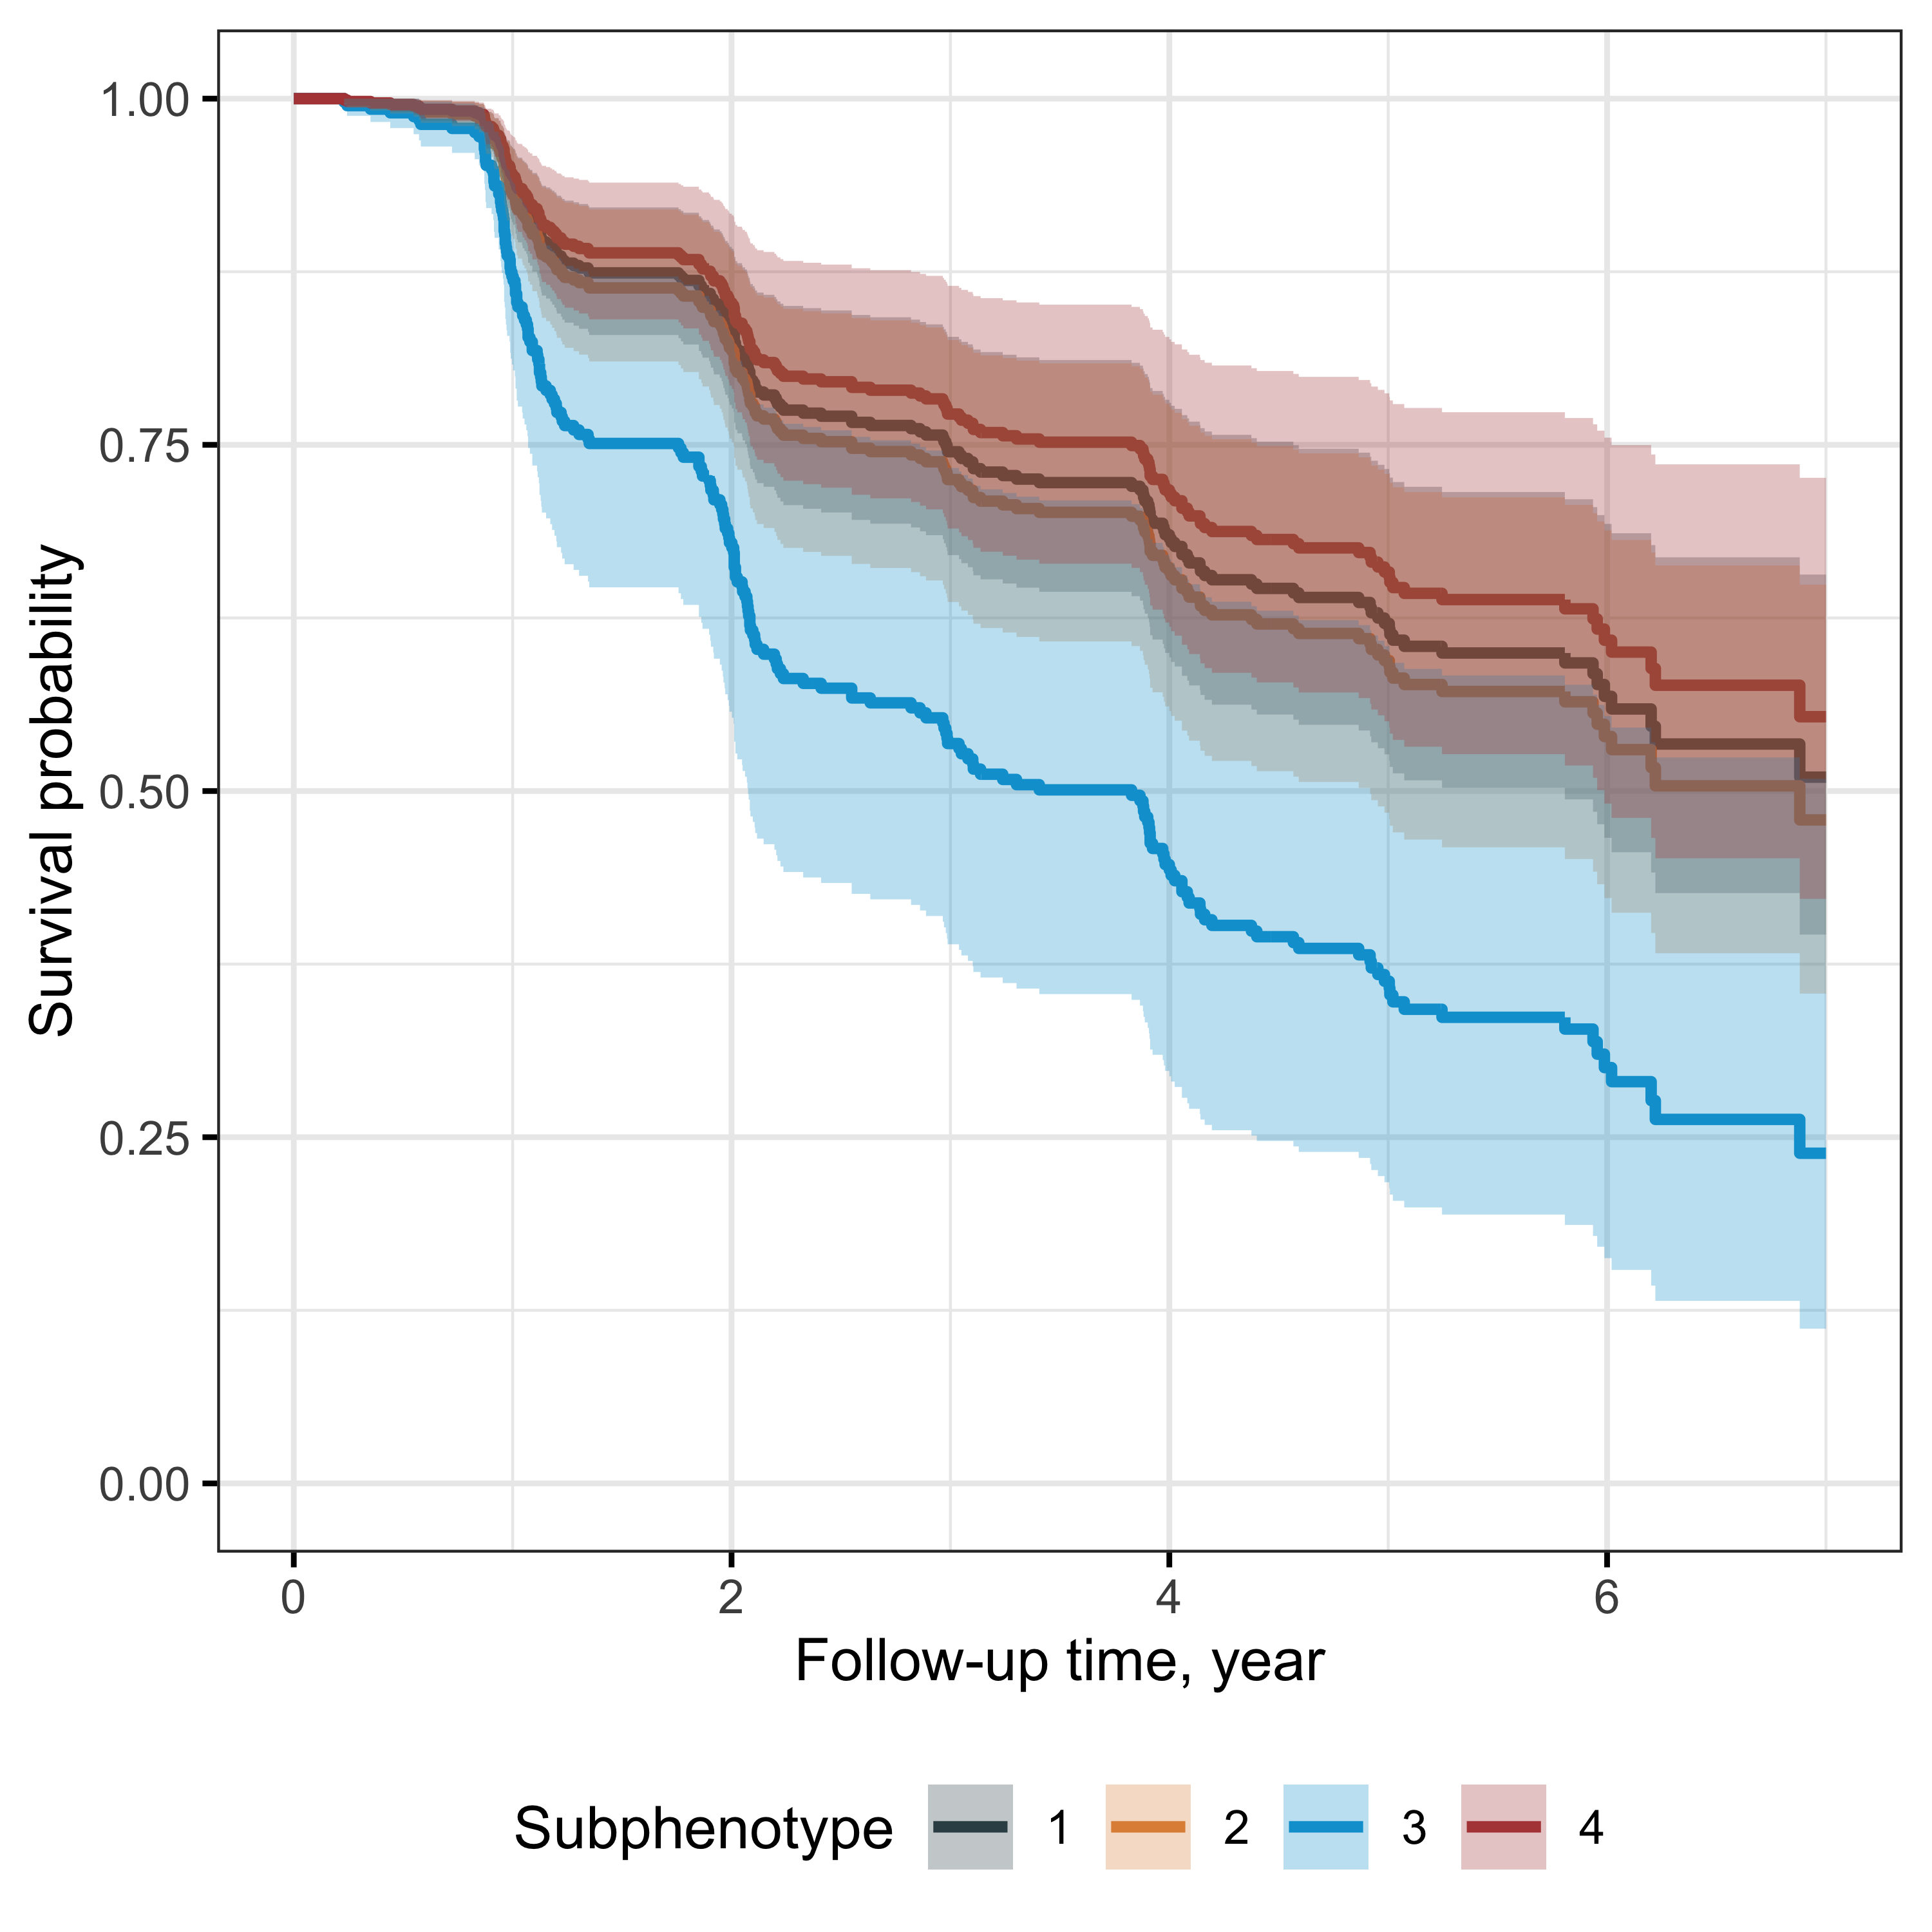 Survival probability
1.00
0.75
0.50
0.25
0.00
0 2 4 6
Follow-up time, year
Subphenotype 1 2 3 4